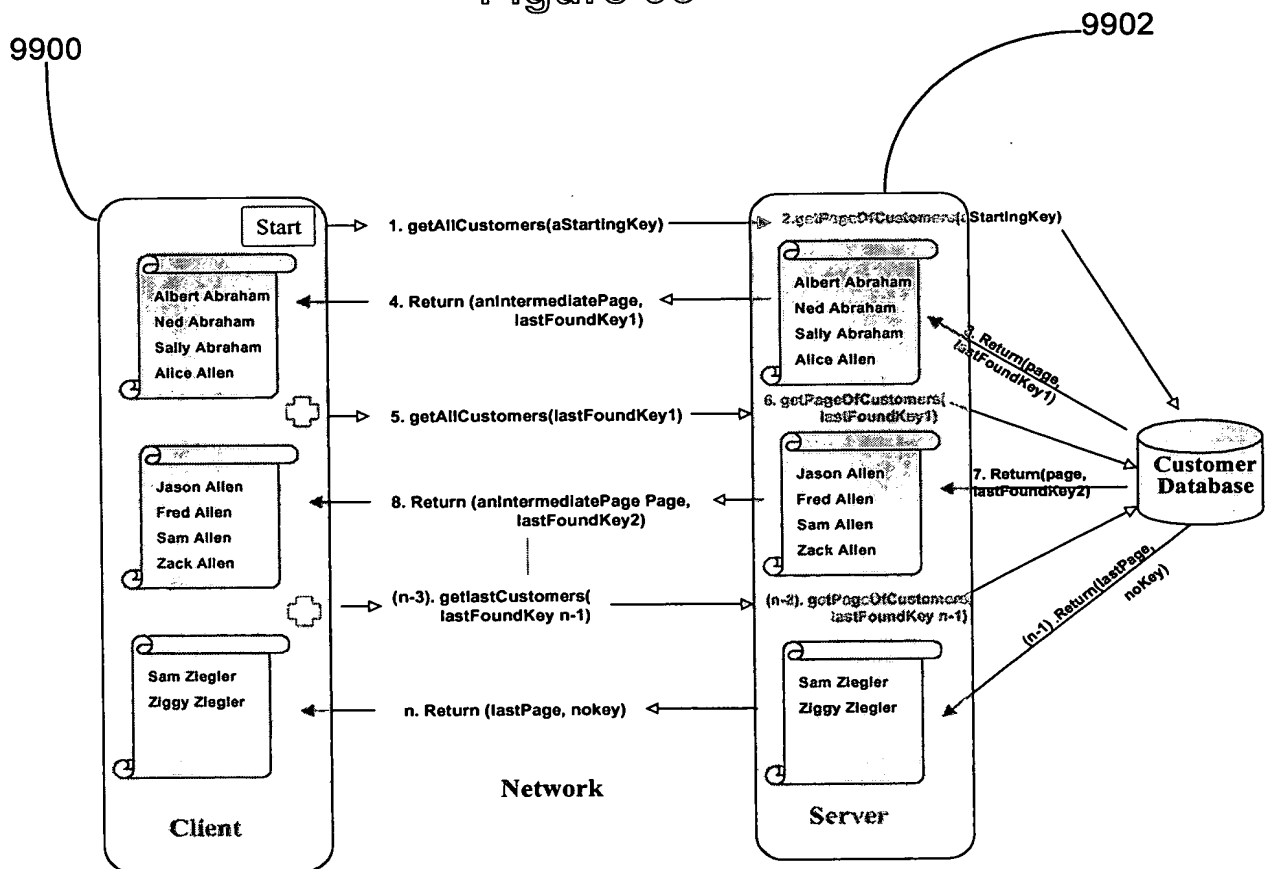 9900
9902
Start
1. getAllCustomers(aStartingKey)
2.getPageOfCustomers(aStartingKey)
Albert Abraham
Ned Abraham
Sally Abraham
Alice Allen
4. Return (anIntermediatePage,
lastFoundKey1)
Albert Abraham
Ned Abraham
Sally Abraham
Alice Allen
3. Return(page,
lastFoundKey1)
5. getAllCustomers(lastFoundKey1)
6. getPageOfCustomers(
lastFoundKey1)
Jason Allen
Fred Allen
Sam Allen
Zack Allen
8. Return (anIntermediatePage Page,
lastFoundKey2)
Jason Allen
Fred Allen
Sam Allen
Zack Allen
7. Return(page,
lastFoundKey2)
Customer
Database
(n-3). getlastCustomers(
lastFoundKey n-1)
(n-2). getPageOfCustomers(
lastFoundKey n-1)
(n-1) .Return(lastPage,
noKey)
Sam Ziegler
Ziggy Ziegler
n. Return (lastPage, nokey)
Sam Ziegler
Ziggy Ziegler
Network
Client
Server